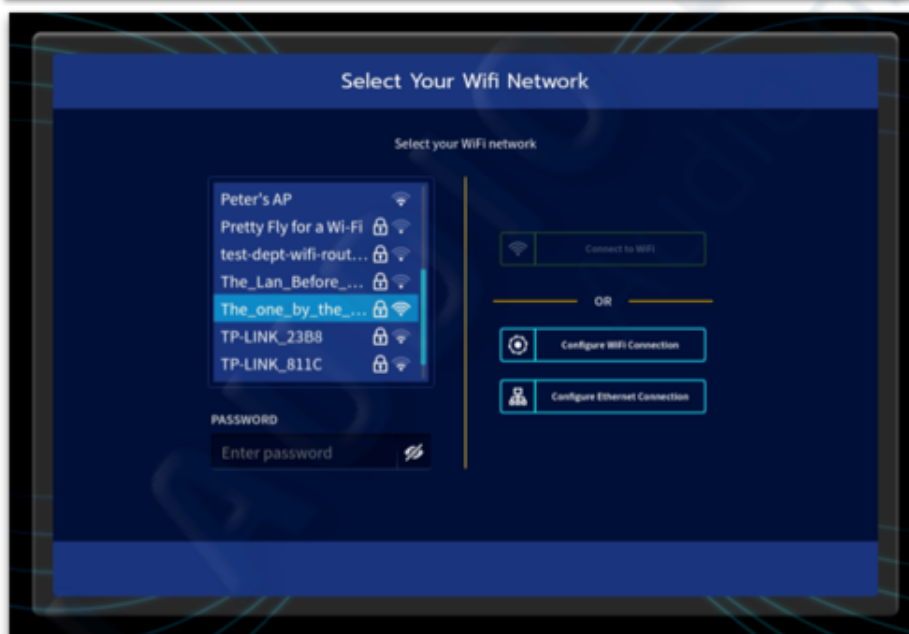 Select Your Wifi Network
Select your WiFi network
Peter's AP
Pretty Fly for a Wi-Fi
test-dept-wifi-rout...
The_Lan_Before_...
The_one_by_the_...
TP-LINK_23B8
TP-LINK_811C
PASSWORD
Enter password
Connect to WiFi
OR
Configure WiFi Connection
Configure Ethernet Connection